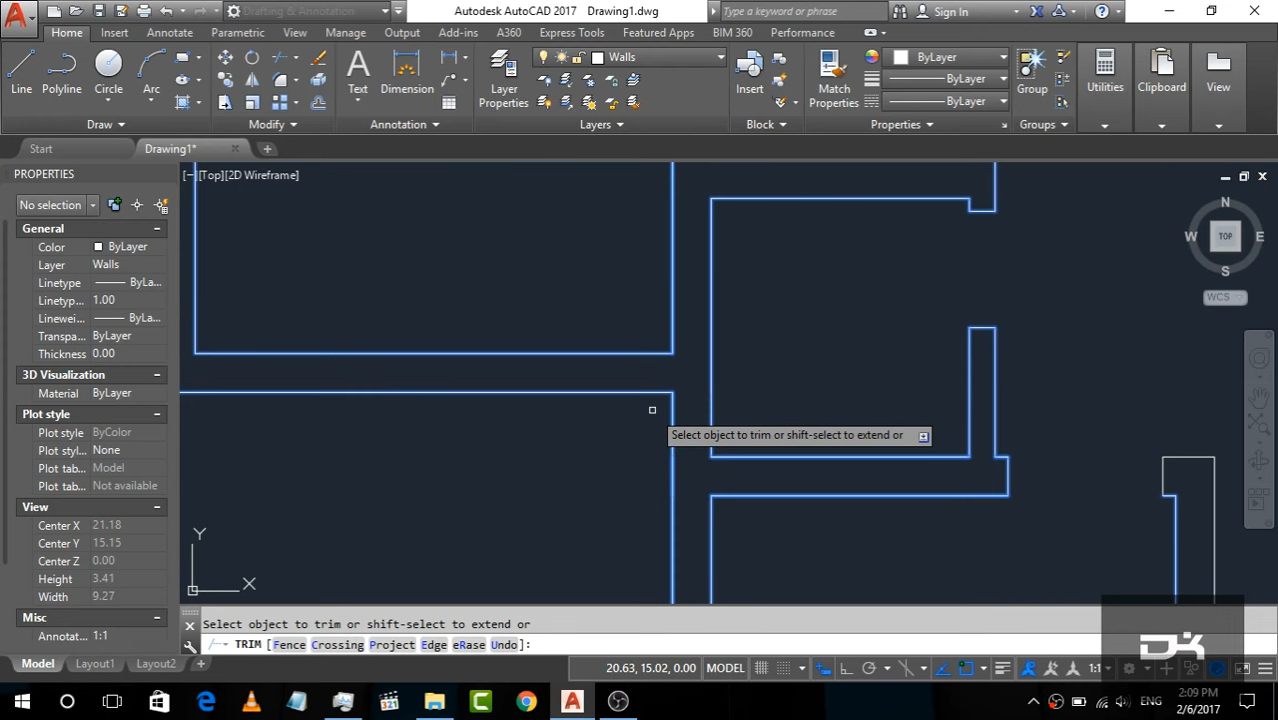 Drafting & Annotation
Autodesk AutoCAD 2017 Drawing1.dwg
Type a keyword or phrase
Sign In
Home Insert Annotate Parametric View Manage Output Add-ins A360 Express Tools Featured Apps BIM 360 Performance
Line Polyline Circle Arc
Text Dimension
Layer Properties
Walls
Insert
Match Properties
ByLayer
ByLayer
ByLayer
Group
Utilities
Clipboard
View
Draw Modify Annotation Layers Block Properties Groups
Start Drawing1*
PROPERTIES
[−][Top][2D Wireframe]
No selection
General
Color ByLayer
Layer Walls
Linetype ByLa...
Linetyp... 1.00
Linewei... ByLa...
Transpa... ByLayer
Thickness 0.00
3D Visualization
Material ByLayer
Plot style
Plot style ByColor
Plot styl... None
Plot tab... Model
Plot tab... Not available
View
Center X 21.18
Center Y 15.15
Center Z 0.00
Height 3.41
Width 9.27
Misc
Annotat... 1:1
N
W TOP E
S
WCS
Select object to trim or shift-select to extend or
Y
X
Select object to trim or shift-select to extend or
TRIM [Fence Crossing Project Edge eRase Undo]:
DK
Model Layout1 Layout2 +
20.63, 15.02, 0.00 MODEL
1:1
321
ENG
2:09 PM
2/6/2017